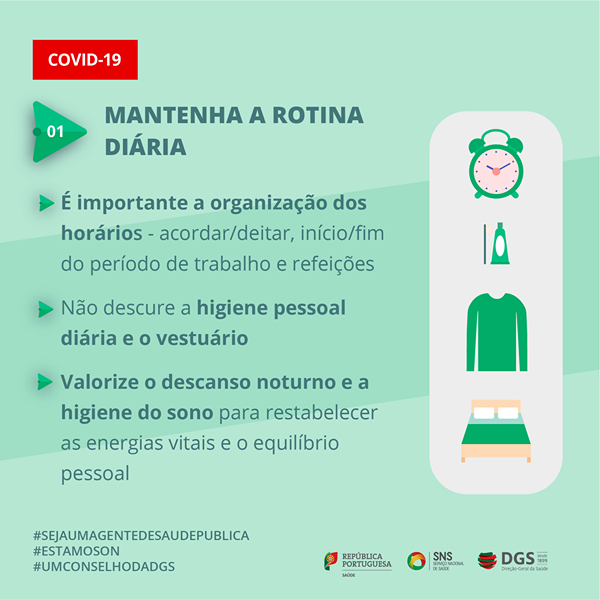 COVID-19
01
MANTENHA A ROTINA
DIÁRIA
É importante a organização dos
horários - acordar/deitar, início/fim
do período de trabalho e refeições
Não descure a higiene pessoal
diária e o vestuário
Valorize o descanso noturno e a
higiene do sono para restabelecer
as energias vitais e o equilíbrio
pessoal
#SEJAUMAGENTEDESAUDEPUBLICA
#ESTAMOSON
#UMCONSELHODADGS
REPÚBLICA
PORTUGUESA
SAÚDE
SNS
SERVIÇO NACIONAL
DE SAÚDE
DGS
desde
1899
Direção-Geral da Saúde